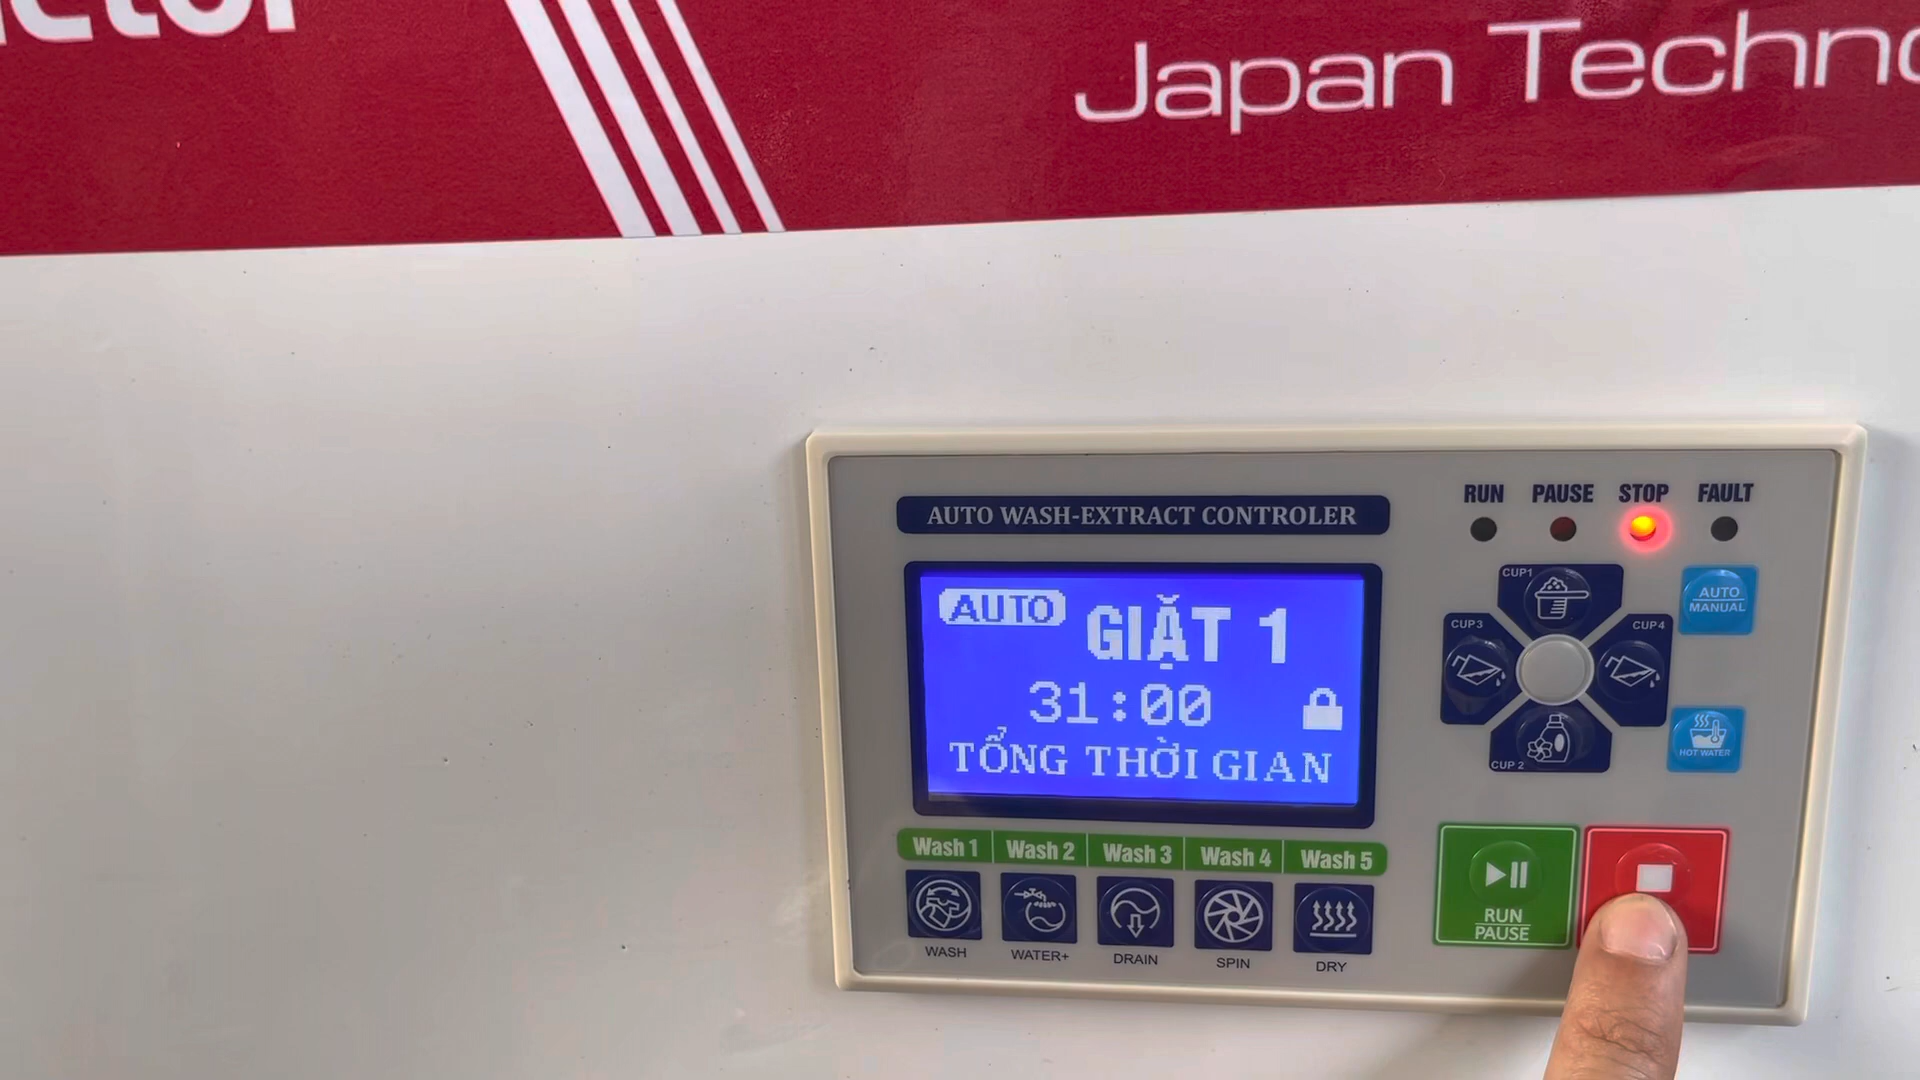 Japan
AUTO WASH-EXTRACT CONTROLER
RUN PAUSE STOP FAULT
AUTO GIẶT 1
31:00
TỔNG THỜI GIAN
CUP1
CUP3
CUP4
CUP 2
AUTO
MANUAL
HOT WATER
Wash 1 Wash 2 Wash 3 Wash 4 Wash 5
WASH WATER+ DRAIN SPIN DRY
RUN
PAUSE